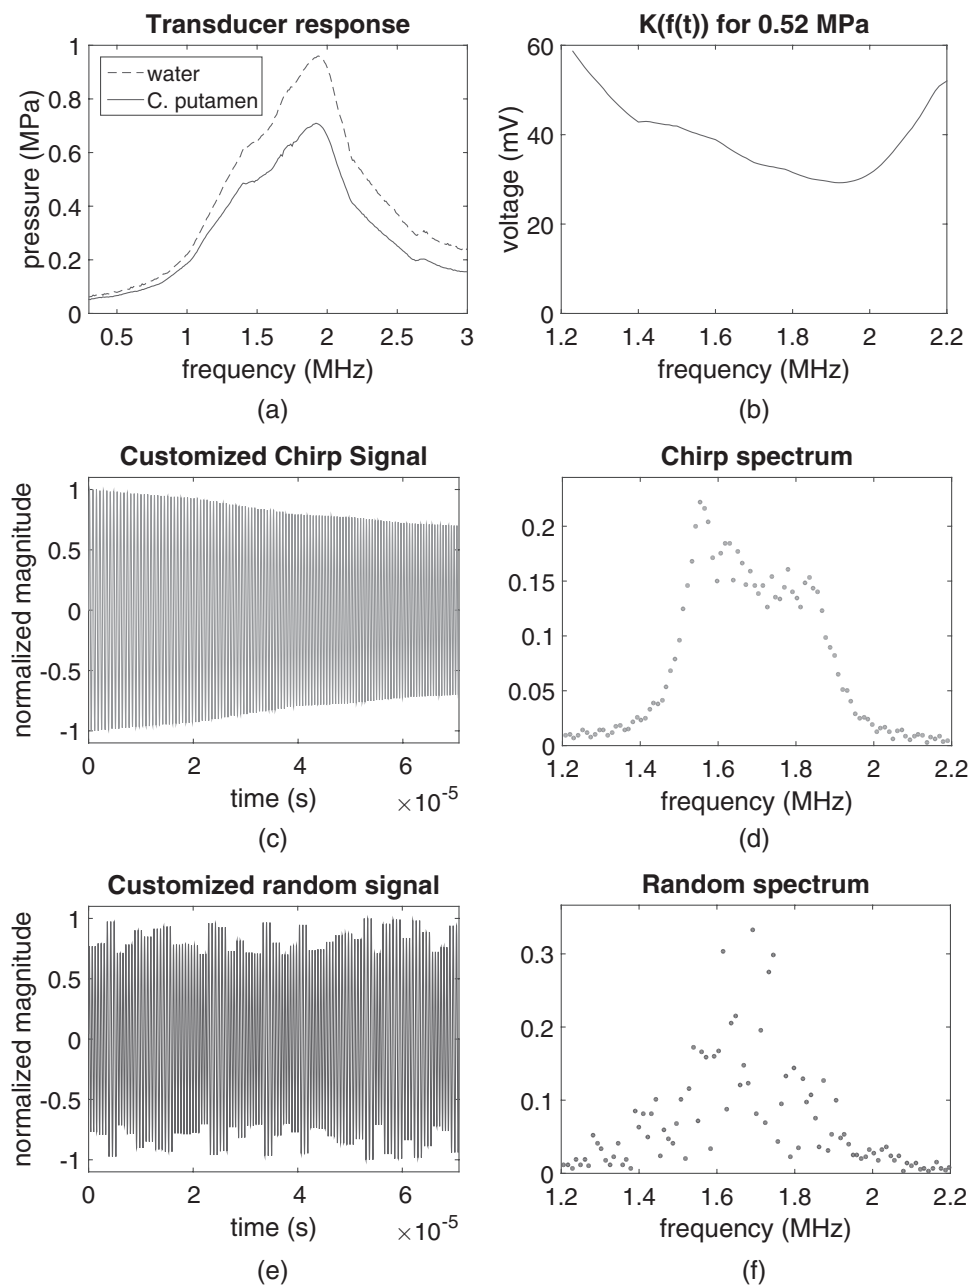 Transducer response
K(f(t)) for 0.52 MPa
1
0.8
0.6
0.4
0.2
0
pressure (MPa)
water
C. putamen
0.5
1
1.5
2
2.5
3
frequency (MHz)
(a)
60
40
20
0
voltage (mV)
1.2
1.4
1.6
1.8
2
2.2
frequency (MHz)
(b)
Customized Chirp Signal
1
0.5
0
-0.5
-1
normalized magnitude
0
2
4
6
time (s)
×10-5
(c)
Chirp spectrum
0.2
0.15
0.1
0.05
0
1.2
1.4
1.6
1.8
2
2.2
frequency (MHz)
(d)
Customized random signal
1
0.5
0
-0.5
-1
normalized magnitude
0
2
4
6
time (s)
×10-5
(e)
Random spectrum
0.3
0.2
0.1
0
1.2
1.4
1.6
1.8
2
2.2
frequency (MHz)
(f)